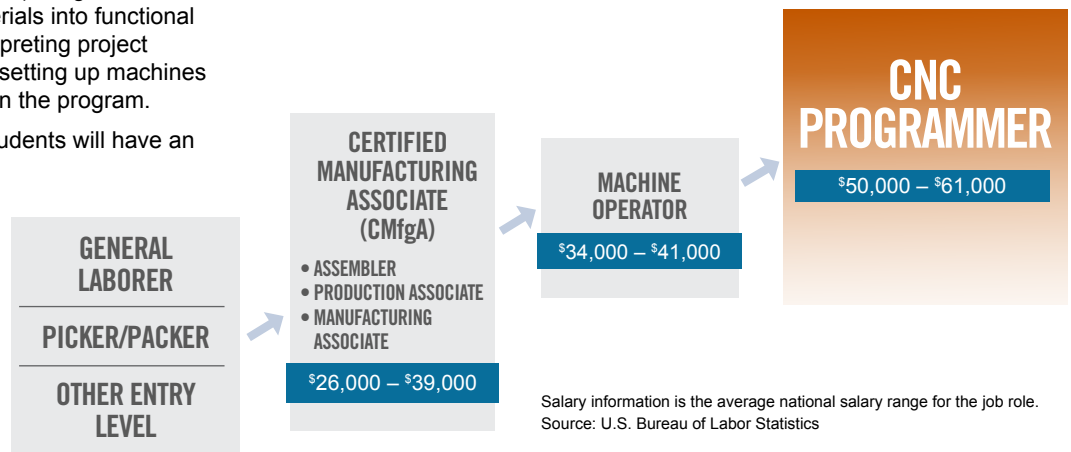 erials into functional
preting project
setting up machines
n the program.
udents will have an
GENERAL
LABORER
PICKER/PACKER
OTHER ENTRY
LEVEL
CERTIFIED
MANUFACTURING
ASSOCIATE
(CMfgA)
• ASSEMBLER
• PRODUCTION ASSOCIATE
• MANUFACTURING
ASSOCIATE
$26,000 – $39,000
MACHINE
OPERATOR
$34,000 – $41,000
CNC
PROGRAMMER
$50,000 – $61,000
Salary information is the average national salary range for the job role.
Source: U.S. Bureau of Labor Statistics